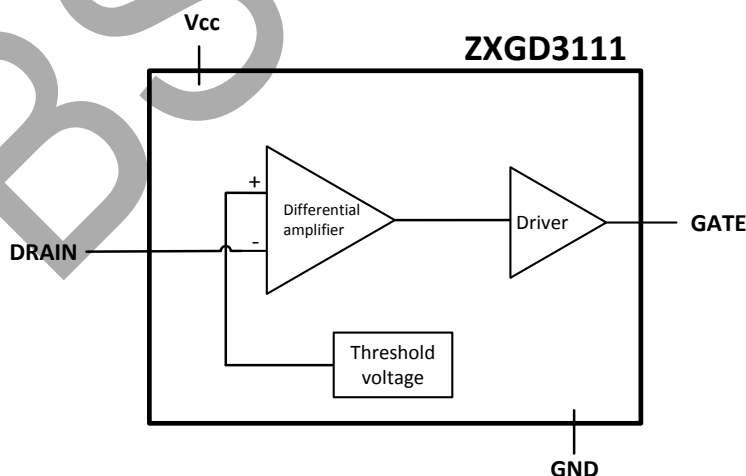 Vcc
ZXGD3111
+
Differential
amplifier
Driver
GATE
DRAIN
-
Threshold
voltage
GND